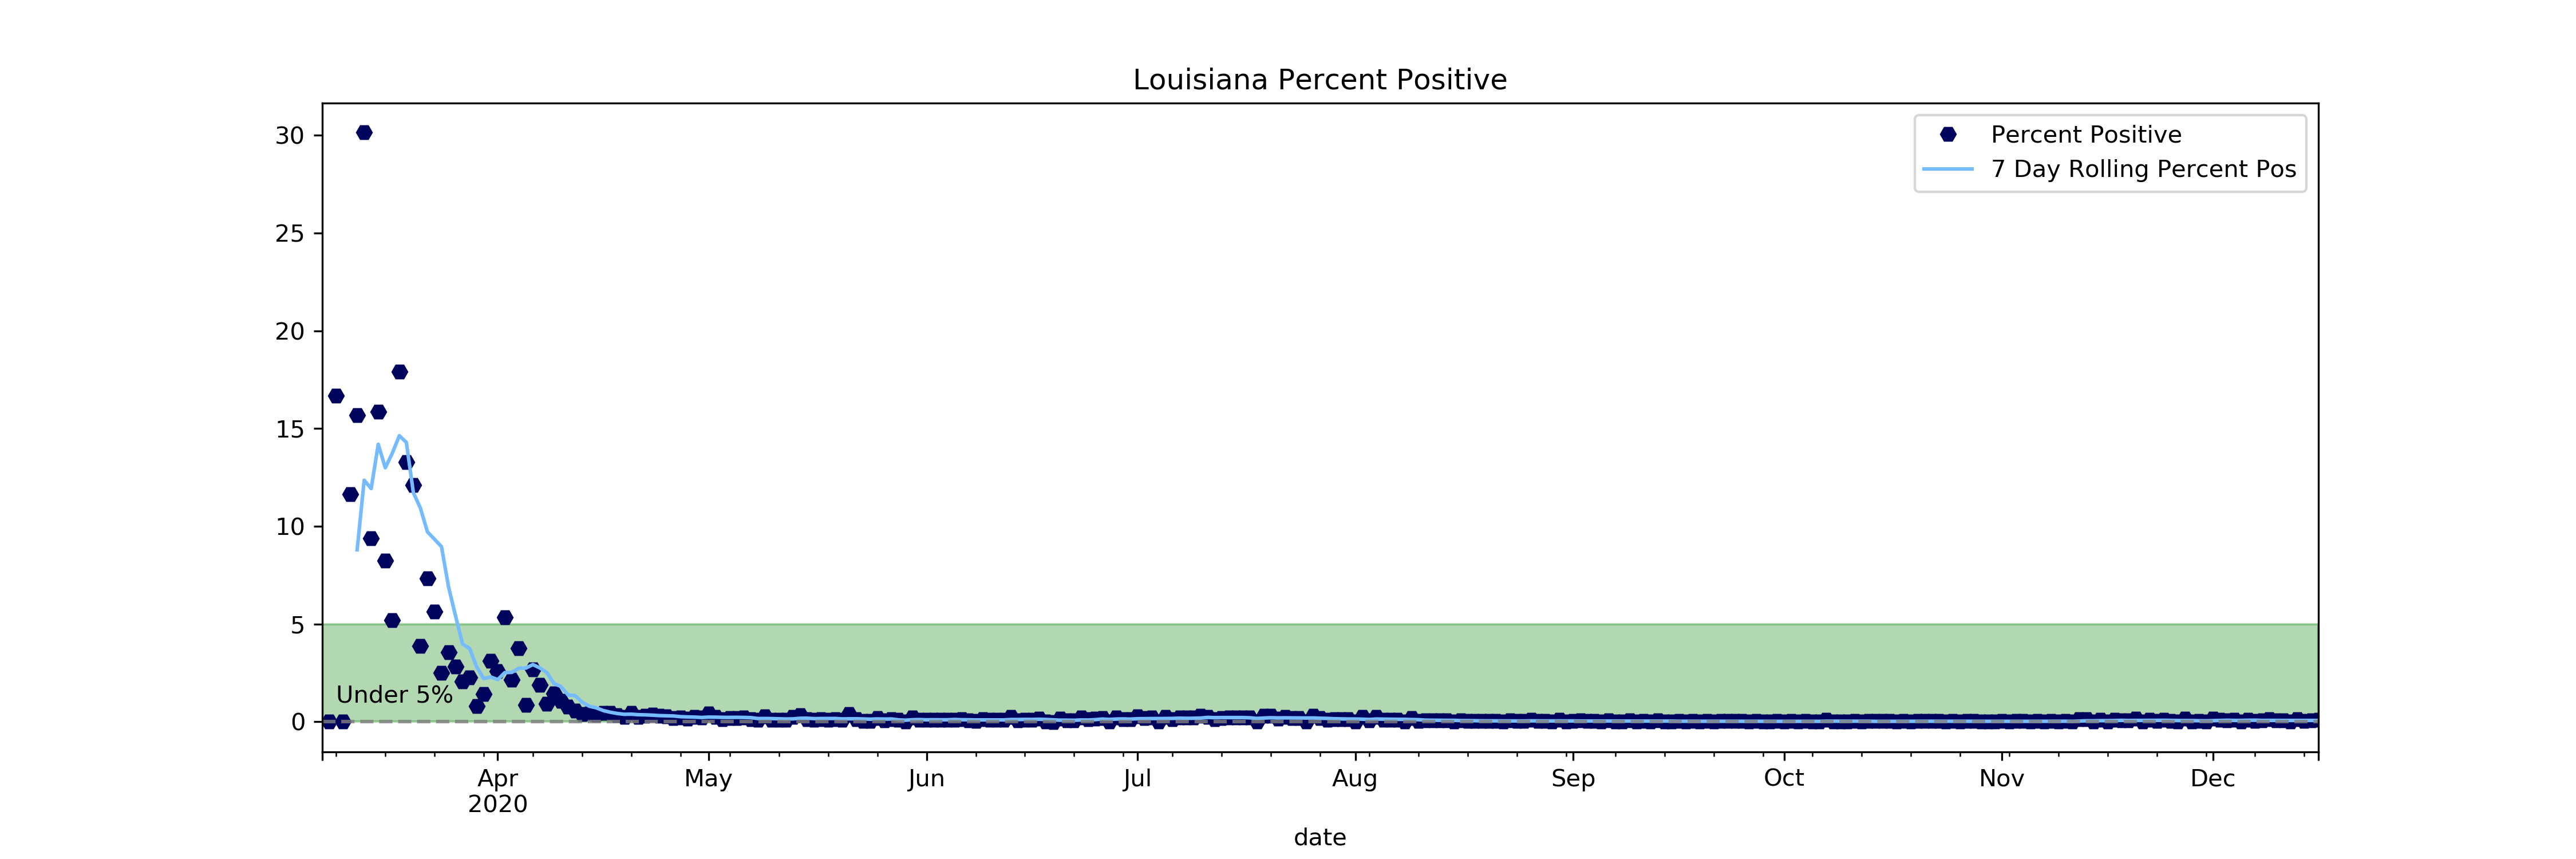 Louisiana Percent Positive
Percent Positive
7 Day Rolling Percent Pos
30
25
20
15
10
5
0
Under 5%
Apr May Jun Jul Aug Sep Oct Nov Dec
2020
date